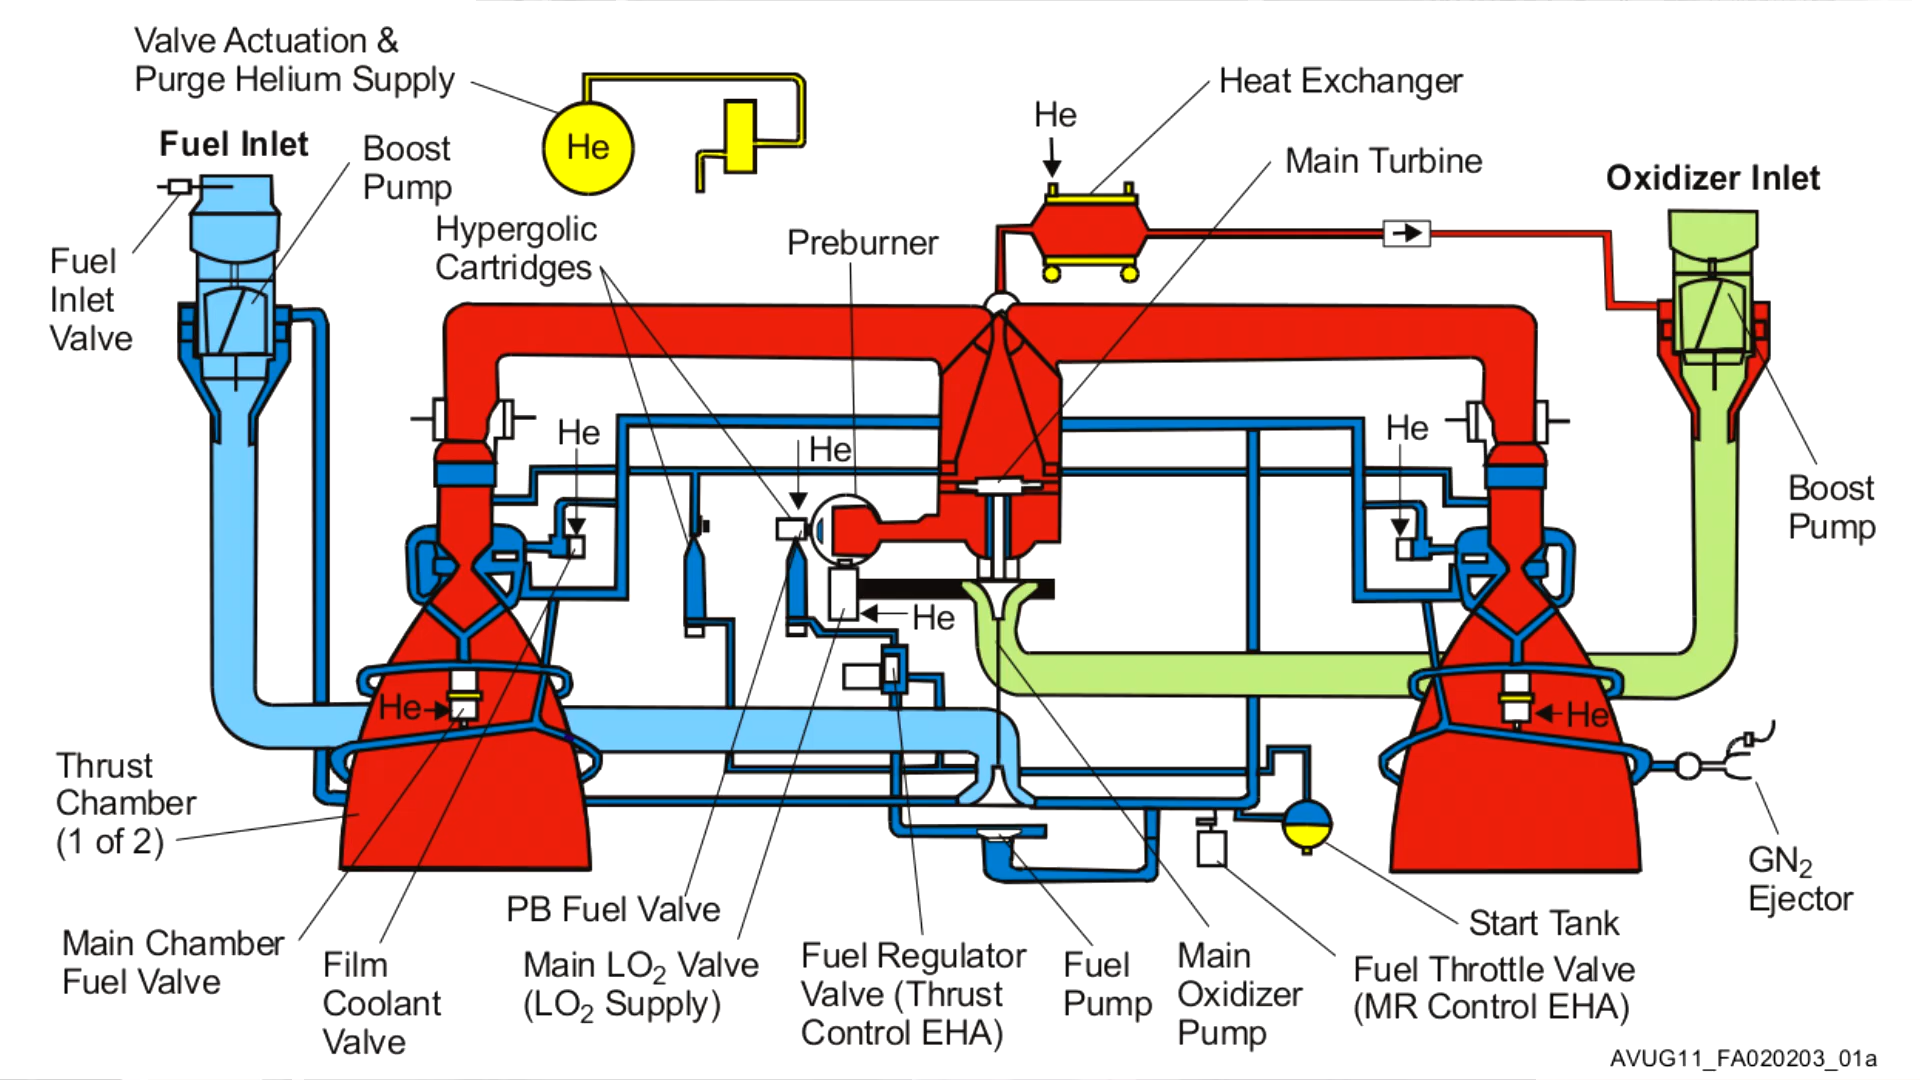 Valve Actuation &
Purge Helium Supply
He
Heat Exchanger
He
Main Turbine
Fuel Inlet
Boost
Pump
Oxidizer Inlet
Hypergolic
Cartridges
Preburner
Fuel
Inlet
Valve
He
He
He
Boost
Pump
He
He
He
Thrust
Chamber
(1 of 2)
GN2
Ejector
PB Fuel Valve
Start Tank
Main Chamber
Fuel Valve
Film
Coolant
Valve
Main LO2 Valve
(LO2 Supply)
Fuel Regulator
Valve (Thrust
Control EHA)
Fuel
Pump
Main
Oxidizer
Pump
Fuel Throttle Valve
(MR Control EHA)
AVUG11_FA020203_01a